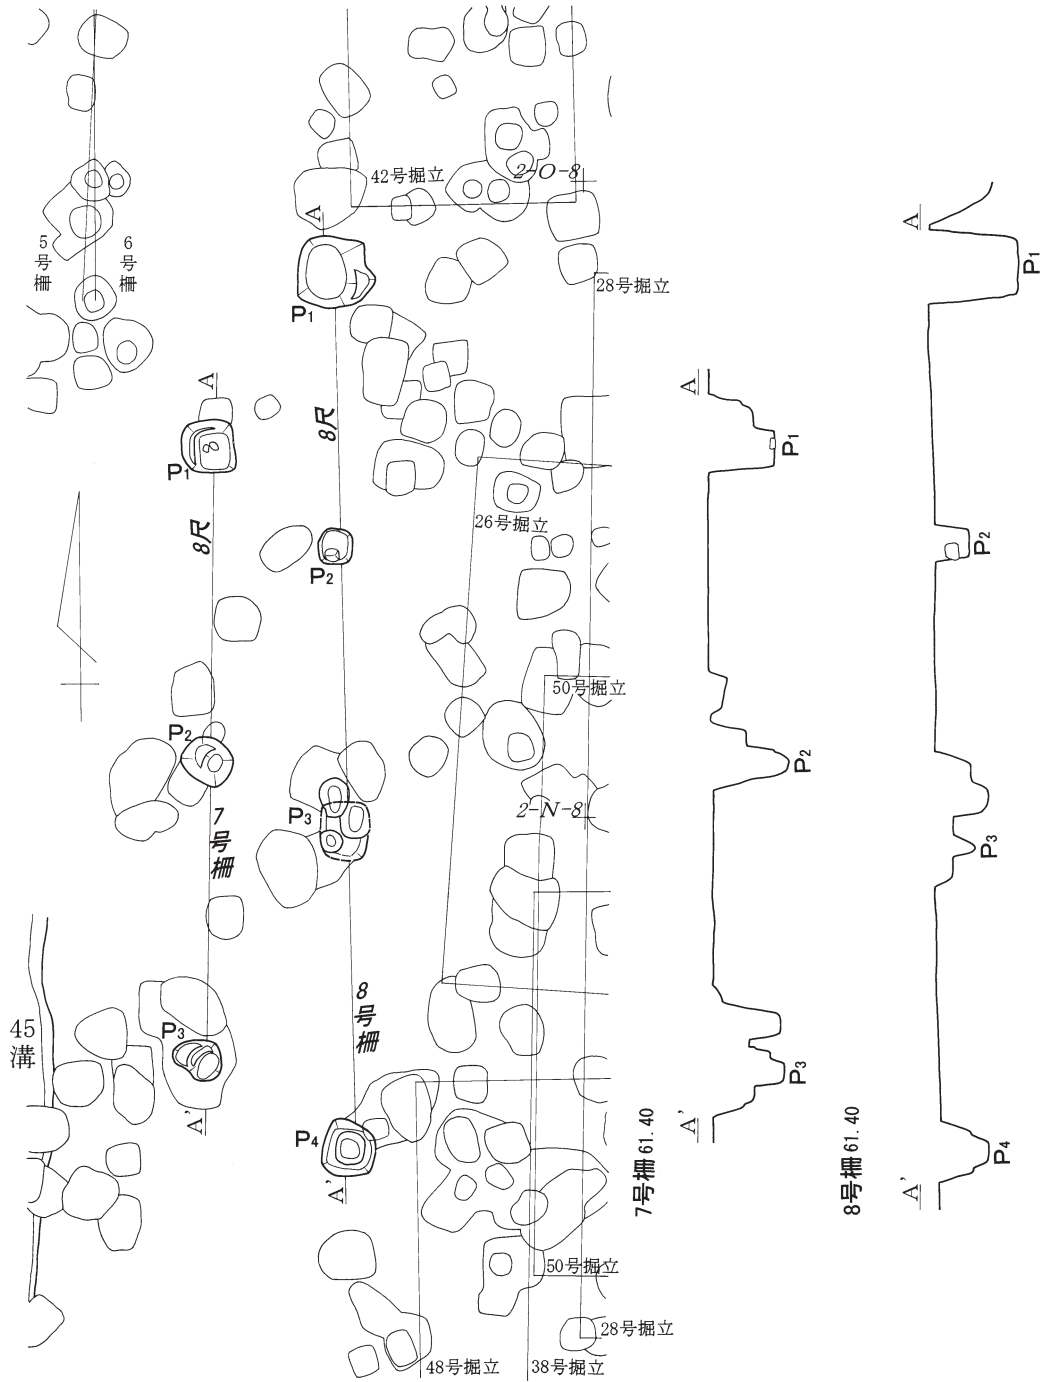 42号掘立
2-O-8
A
5号柵
6号柵
28号掘立
P1
A
8尺
P1
26号掘立
8尺
P2
50号掘立
P2
2-N-8
P3
7号柵
8号柵
45溝
P3
A'
P4
A'
50号掘立
28号掘立
48号掘立
38号掘立
A
P1
P2
P3
A'
7号柵 61.40
A
P1
P2
P3
P4
A'
8号柵 61.40